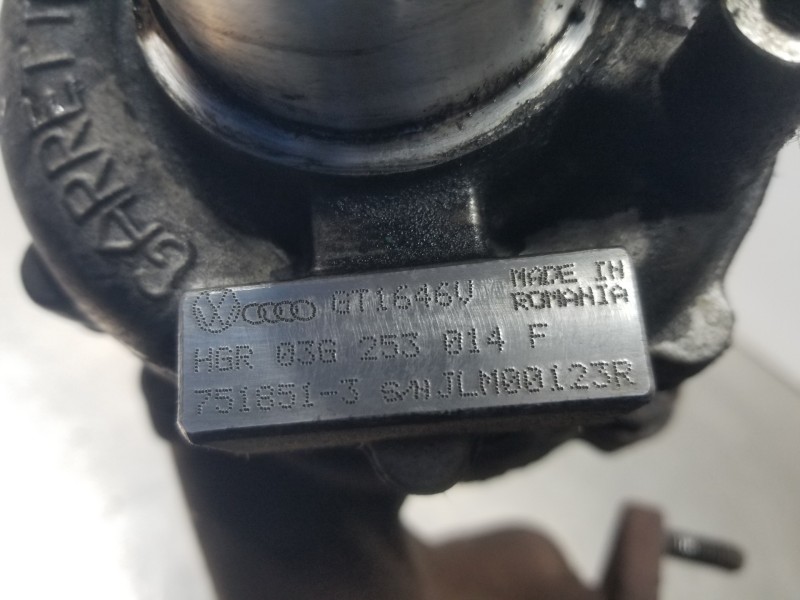 GARRETT
GT1646V MADE IN ROMANIA
HGR 03G 253 014 F
751851-3 S/N JLM00123R